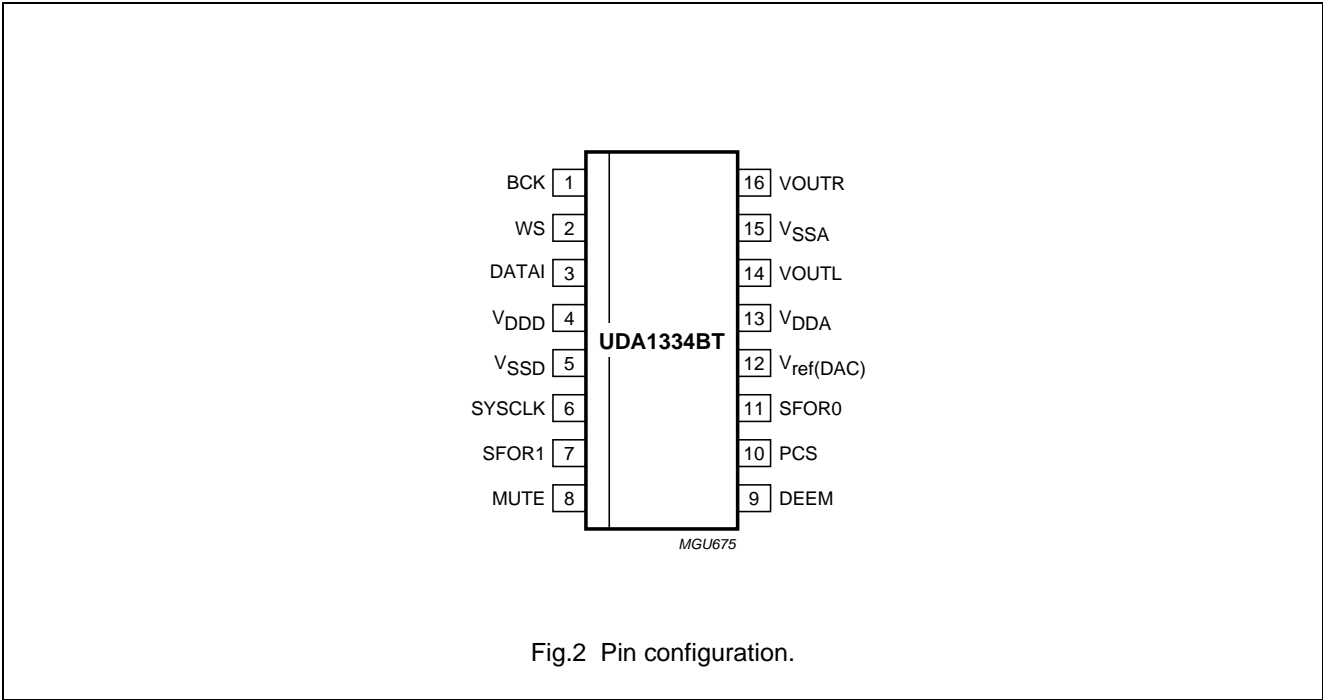 BCK 1
WS 2
DATAI 3
VDDD 4
VSSD 5
SYSCLK 6
SFOR1 7
MUTE 8
UDA1334BT
16 VOUTR
15 VSSA
14 VOUTL
13 VDDA
12 Vref(DAC)
11 SFOR0
10 PCS
9 DEEM
MGU675
Fig.2 Pin configuration.